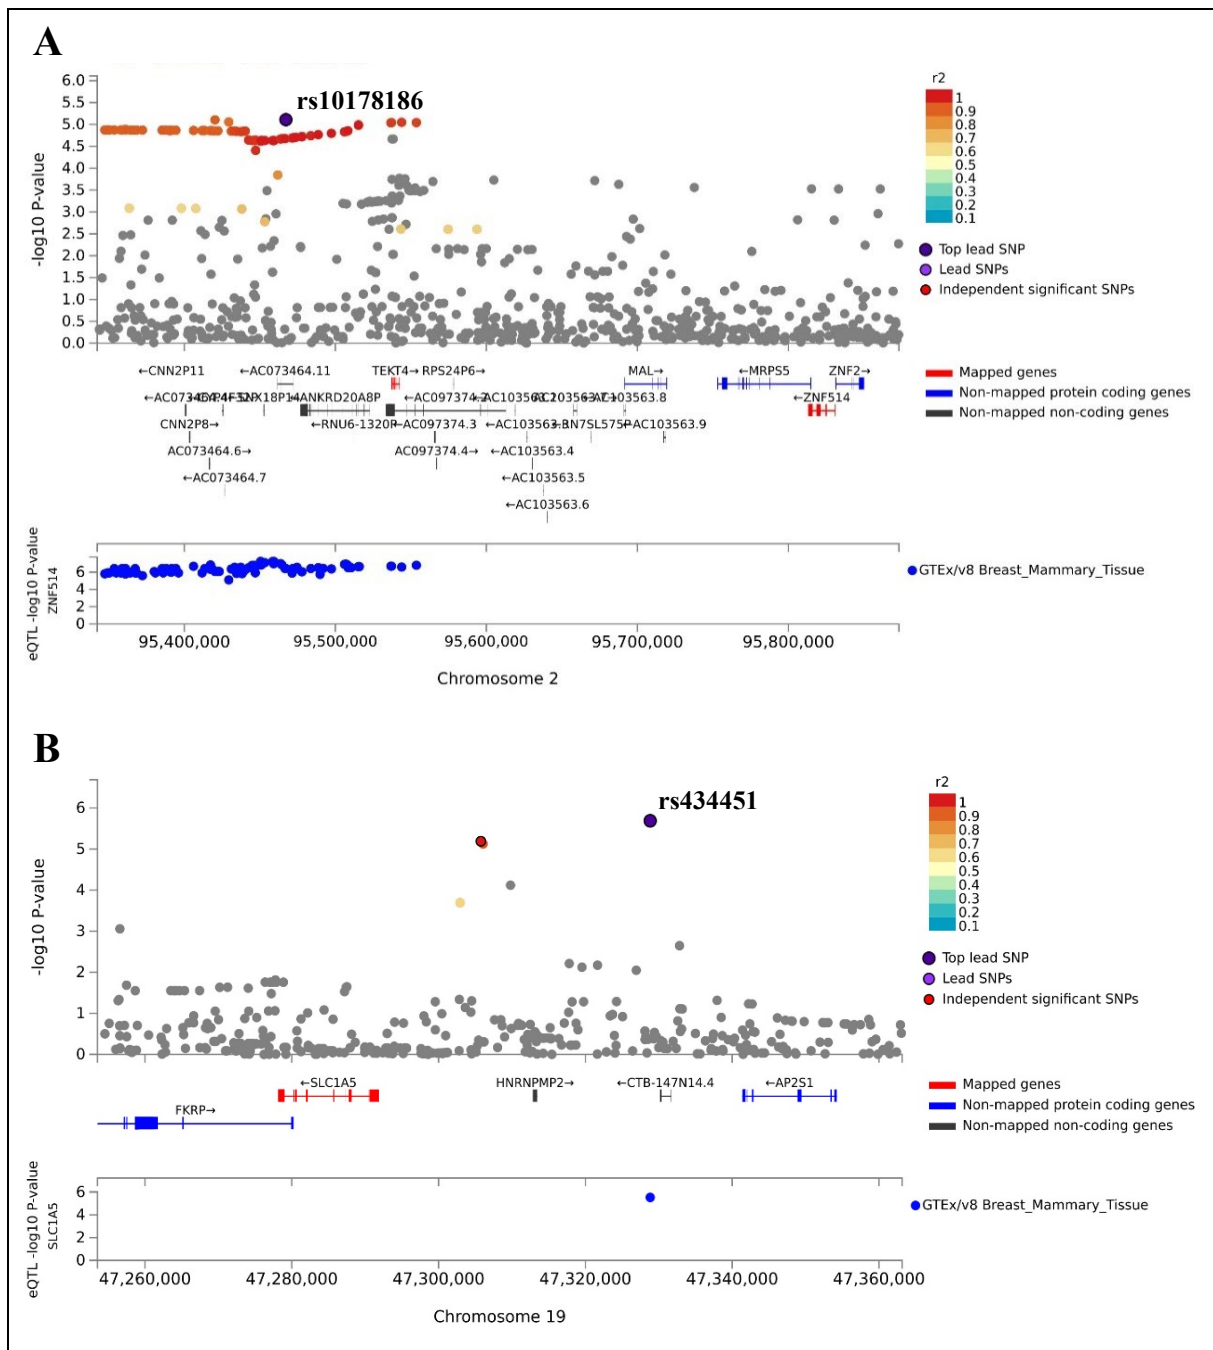 A
rs10178186
-log10 P-value
6.0
5.5
5.0
4.5
4.0
3.5
3.0
2.5
2.0
1.5
1.0
0.5
0.0
r2
1
0.9
0.8
0.7
0.6
0.5
0.4
0.3
0.2
0.1
Top lead SNP
Lead SNPs
Independent significant SNPs
←CNN2P11 ←AC073464.11 TEKT4→ RPS24P6→ MAL→ ←MRPS5 ZNF2→
←ANKRD20A8P ←AC103563.8 ←ZNF514
CNN2P8→ ←RNU6-1320P ←AC097374.3 ←AC103563.9
AC073464.6→ AC097374.4→ ←AC103563.4
←AC073464.7 ←AC103563.5
←AC103563.6
Mapped genes
Non-mapped protein coding genes
Non-mapped non-coding genes
eQTL -log10 P-value
ZNF514
6
4
2
0
GTEx/v8 Breast_Mammary_Tissue
95,400,000 95,500,000 95,600,000 95,700,000 95,800,000
Chromosome 2
B
rs434451
-log10 P-value
6
5
4
3
2
1
0
r2
1
0.9
0.8
0.7
0.6
0.5
0.4
0.3
0.2
0.1
Top lead SNP
Lead SNPs
Independent significant SNPs
←SLC1A5 HNRNPMP2→ ←CTB-147N14.4 ←AP2S1
FKRP→
Mapped genes
Non-mapped protein coding genes
Non-mapped non-coding genes
eQTL -log10 P-value
SLC1A5
6
4
2
0
GTEx/v8 Breast_Mammary_Tissue
47,260,000 47,280,000 47,300,000 47,320,000 47,340,000 47,360,000
Chromosome 19